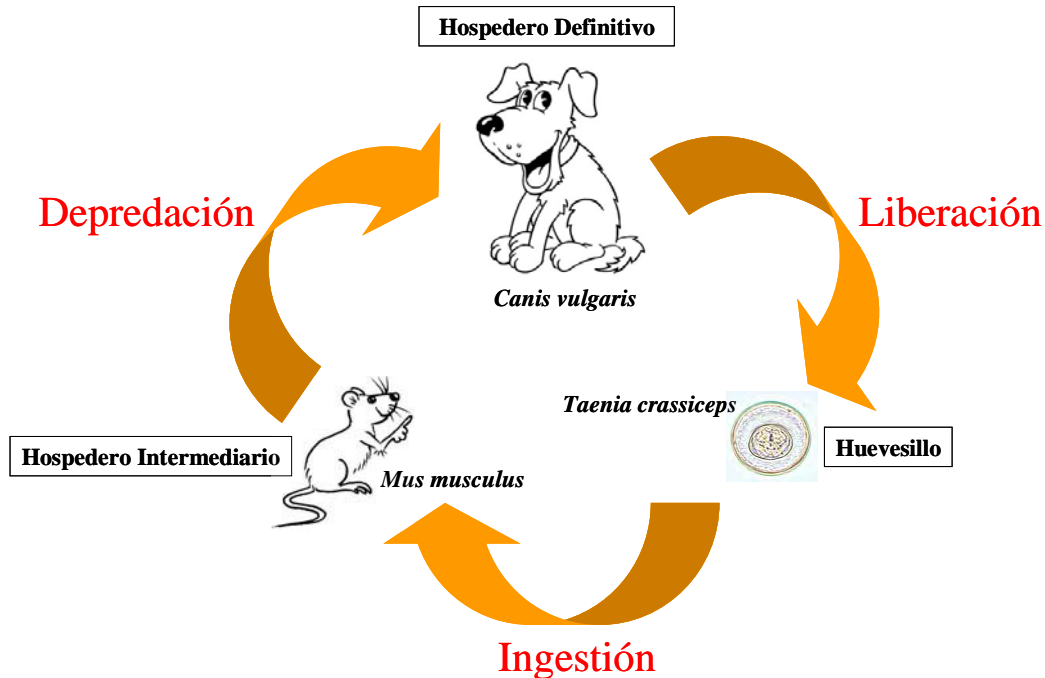 Hospedero Definitivo
Depredación
Liberación
Canis vulgaris
Taenia crassiceps
Huevesillo
Hospedero Intermediario
Mus musculus
Ingestión